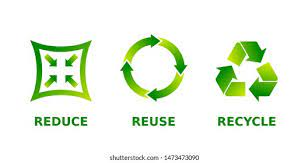 REDUCE REUSE RECYCLE
shutterstock.com · 1473473090